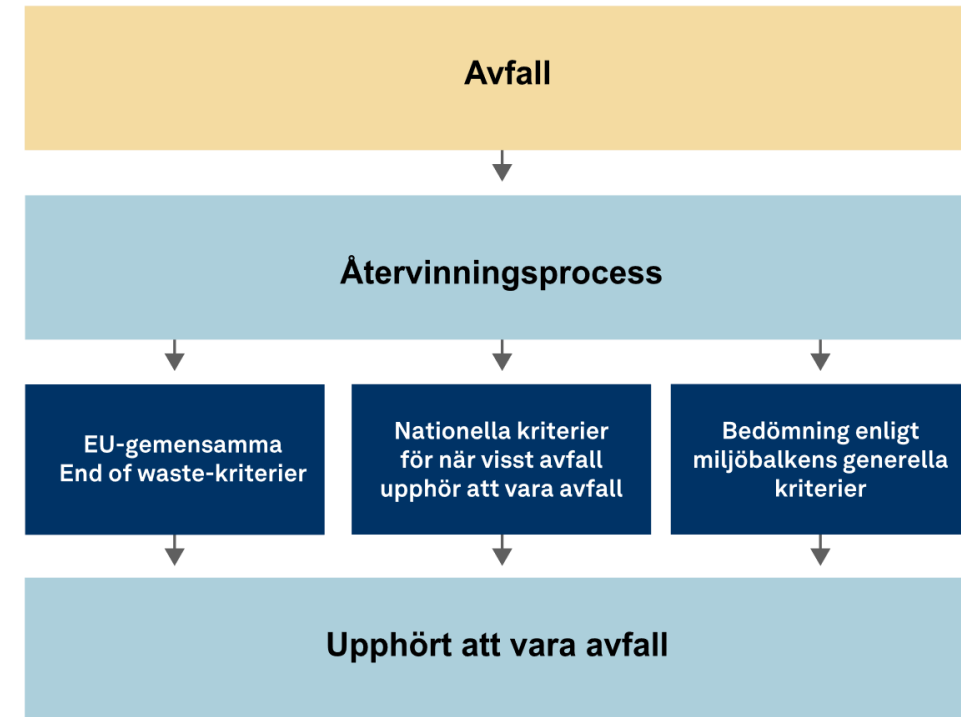 Avfall
Återvinningsprocess
EU-gemensamma
End of waste-kriterier
Nationella kriterier
för när visst avfall
upphör att vara avfall
Bedömning enligt
miljöbalkens generella
kriterier
Upphört att vara avfall